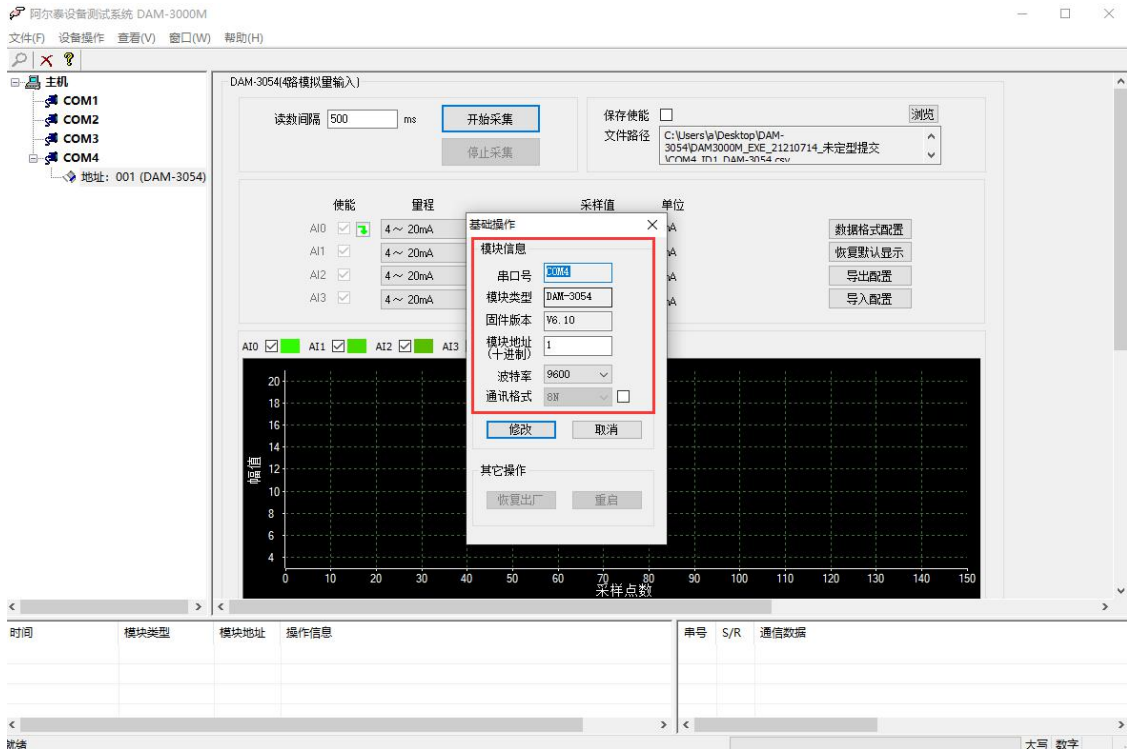 阿尔泰设备测试系统 DAM-3000M
文件(F) 设备操作 查看(V) 窗口(W) 帮助(H)
主机
COM1
COM2
COM3
COM4
地址：001 (DAM-3054)
DAM-3054(4路模拟量输入)
读数间隔 500 ms 开始采集
停止采集
保存使能 浏览
文件路径 C:\Users\a\Desktop\DAM-
3054\DAM3000M_EXE_21210714_未定型提交
\COM4_ID1_DAM-3054.csv
使能 量程 采样值 单位
AI0 4～ 20mA
AI1 4～ 20mA
AI2 4～ 20mA
AI3 4～ 20mA
数据格式配置
恢复默认显示
导出配置
导入配置
基础操作
模块信息
串口号 COM4
模块类型 DAM-3054
固件版本 V6.10
模块地址 1
(十进制)
波特率 9600
通讯格式 8N
修改 取消
其它操作
恢复出厂 重启
AI0 AI1 AI2 AI3
幅值
20
18
16
14
12
10
8
6
4
0 10 20 30 40 50 60 70 80 90 100 110 120 130 140 150
采样点数
时间 模块类型 模块地址 操作信息
串号 S/R 通信数据
就绪
大写 数字